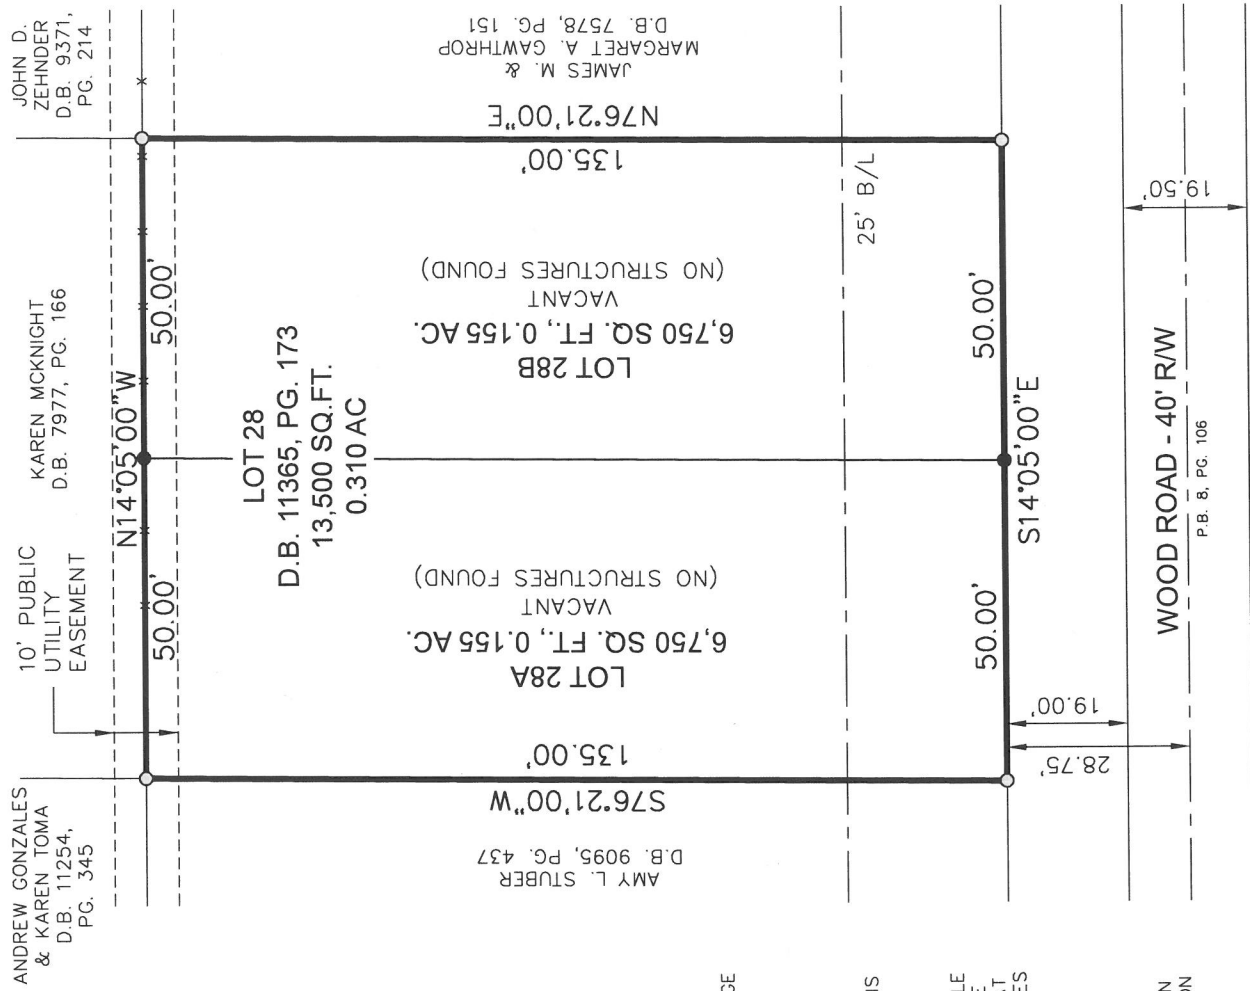 JOHN D.
ZEHNDER
D.B. 9371,
PG. 214
JAMES M. &
MARGARET A. GAWTHROP
D.B. 7578, PG. 151
N76°21'00"E
135.00'
KAREN MCKNIGHT
D.B. 7977, PG. 166
N14°05'00"W
50.00'
50.00'
10' PUBLIC
UTILITY
EASEMENT
LOT 28
D.B. 11365, PG. 173
13,500 SQ.FT.
0.310 AC
LOT 28B
6,750 SQ. FT., 0.155 AC.
VACANT
(NO STRUCTURES FOUND)
LOT 28A
6,750 SQ. FT., 0.155 AC.
VACANT
(NO STRUCTURES FOUND)
25' B/L
50.00'
50.00'
S14°05'00"E
19.50'
WOOD ROAD - 40' R/W
P.B. 8, PG. 106
19.00'
28.75'
135.00'
S76°21'00"W
AMY L. STUBER
D.B. 9095, PG. 437
ANDREW GONZALES
& KAREN TOMA
D.B. 11254,
PG. 345